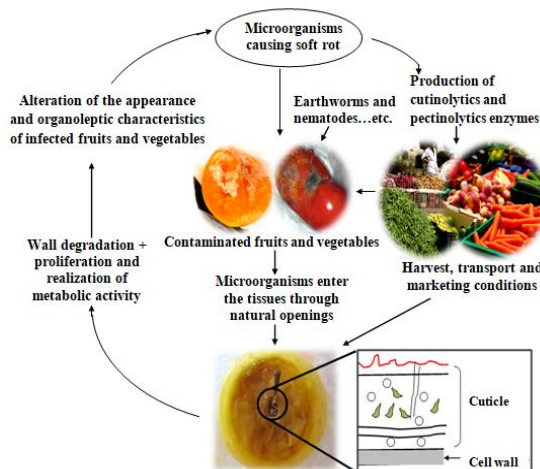 Microorganisms
causing soft rot
Alteration of the appearance
and organoleptic characteristics
of infected fruits and vegetables
Earthworms and
nematodes…etc.
Production of
cutinolytics and
pectinolytics enzymes
Contaminated fruits and vegetables
Wall degradation +
proliferation and
realization of
metabolic activity
Microorganisms enter
the tissues through
natural openings
Harvest, transport and
marketing conditions
Cuticle
Cell wall